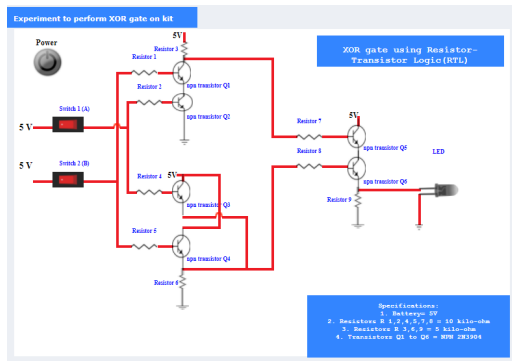 Experiment to perform XOR gate on kit
Power
5V
Resistor 3
Resistor 1
XOR gate using Resistor-
Transistor Logic(RTL)
Resistor 2
npn transistor Q1
Switch 1 (A)
npn transistor Q2
5 V
Resistor 7
5V
npn transistor Q5
LED
Switch 2 (B)
5 V
Resistor 8
Resistor 4
5V
npn transistor Q6
npn transistor Q3
Resistor 9
Resistor 5
npn transistor Q4
Resistor 6
Specifications:
1. Battery= 5V
2. Resistors R 1,2,4,5,7,8 = 10 kilo-ohm
3. Resistors R 3,6,9 = 5 kilo-ohm
4. Transistors Q1 to Q6 = NPN 2N3904